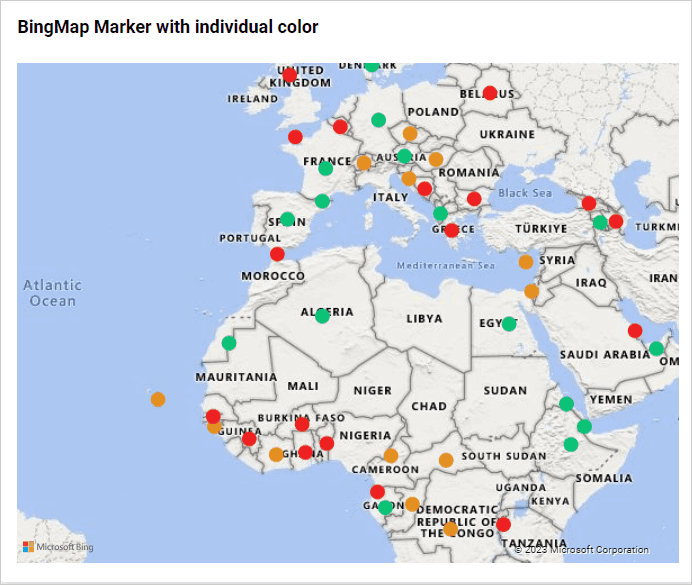 BingMap Marker with individual color
DENMARK
UNITED
KINGDOM
BELARUS
IRELAND
POLAND
UKRAINE
FRANCE
AUSTRIA
ROMANIA
ITALY
Black Sea
SPAIN
PORTUGAL
GREECE
TÜRKIYE
TURKM
Mediterranean Sea
SYRIA
MOROCCO
IRAQ
IRAN
Atlantic
Ocean
ALGERIA
LIBYA
EGYPT
SAUDI ARABIA
OM
MAURITANIA
MALI
NIGER
SUDAN
YEMEN
CHAD
BURKINA FASO
GUINEA
NIGERIA
GHANA
SOUTH SUDAN
CAMEROON
SOMALIA
UGANDA
KENYA
GABON
DEMOCRATIC
REPUBLIC OF
THE CONGO
TANZANIA
Microsoft Bing
© 2023 Microsoft Corporation